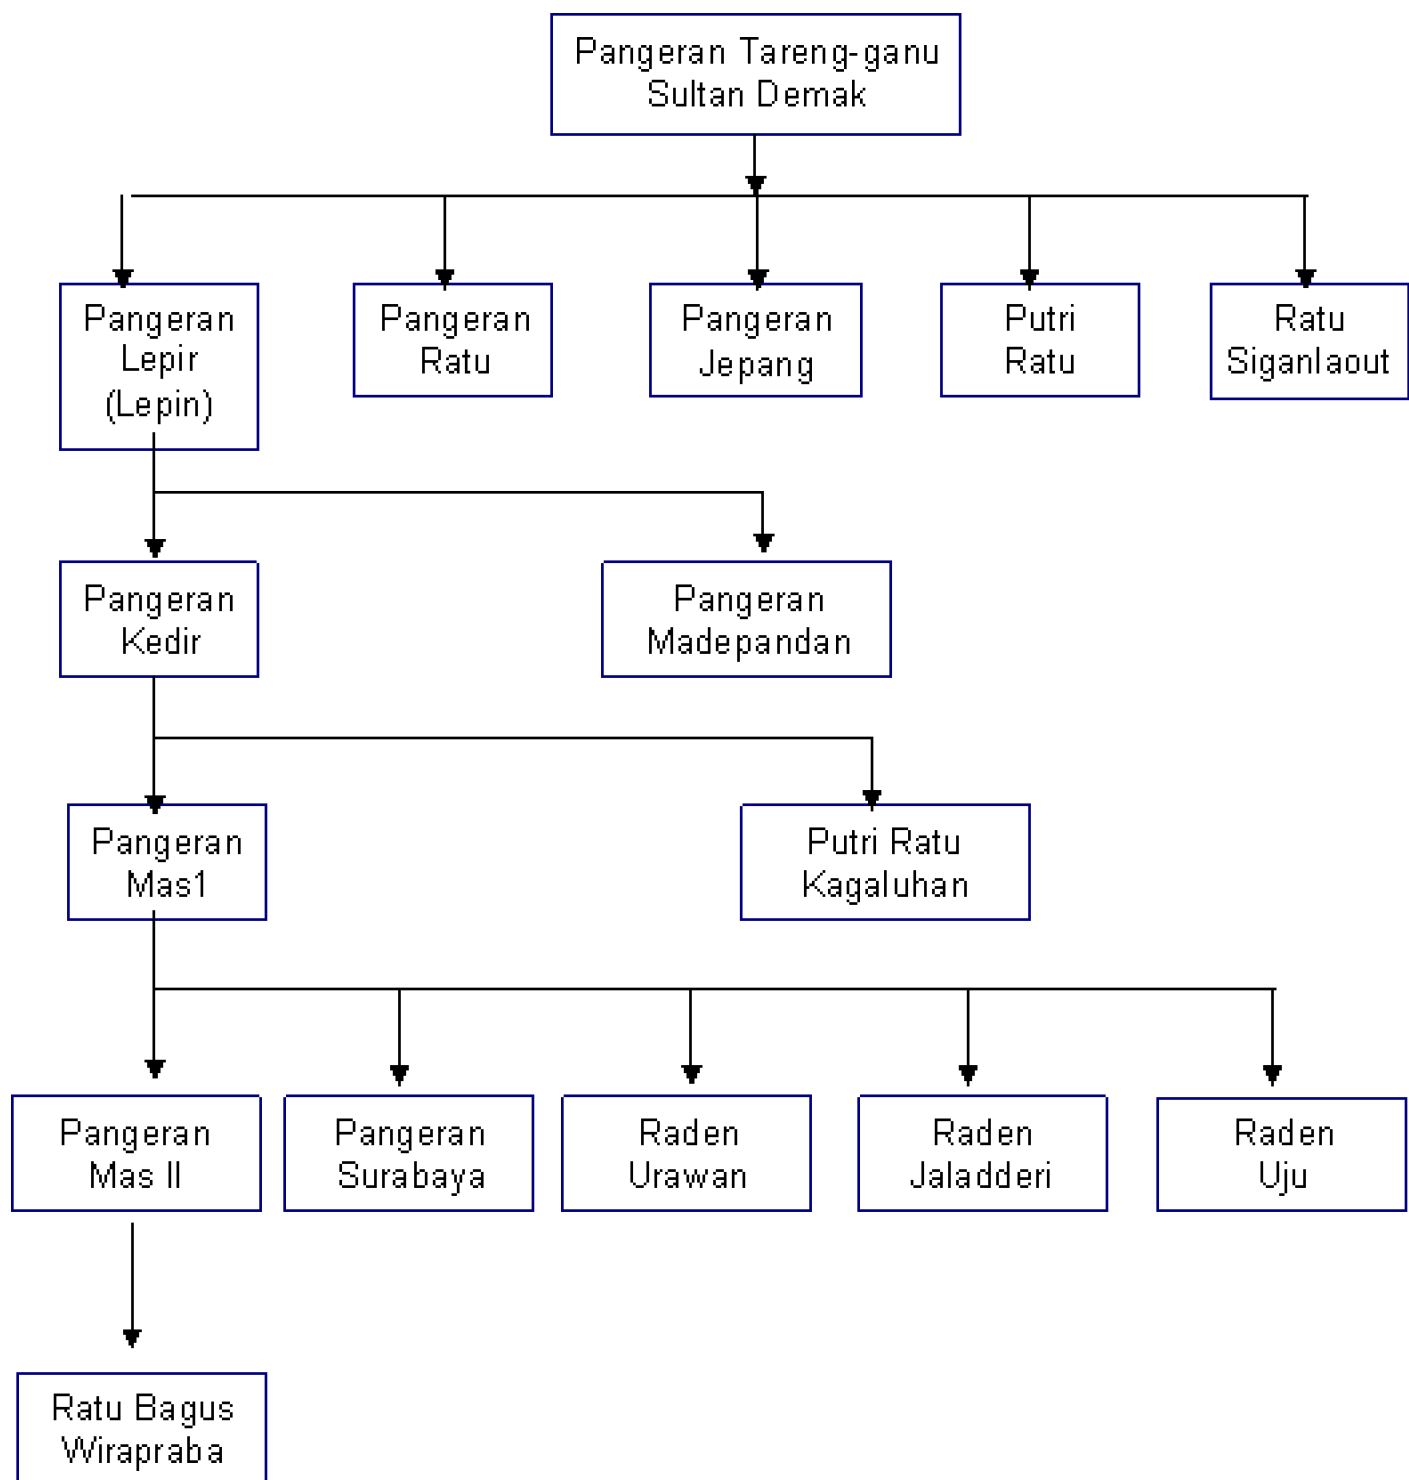 Pangeran Tareng-ganu
Sultan Demak
Pangeran
Lepir
(Lepin)
Pangeran
Ratu
Pangeran
Jepang
Putri
Ratu
Ratu
Siganlaout
Pangeran
Kedir
Pangeran
Madepandan
Pangeran
Mas1
Putri Ratu
Kagaluhan
Pangeran
Mas II
Pangeran
Surabaya
Raden
Urawan
Raden
Jaladderi
Raden
Uju
Ratu Bagus
Wirapraba